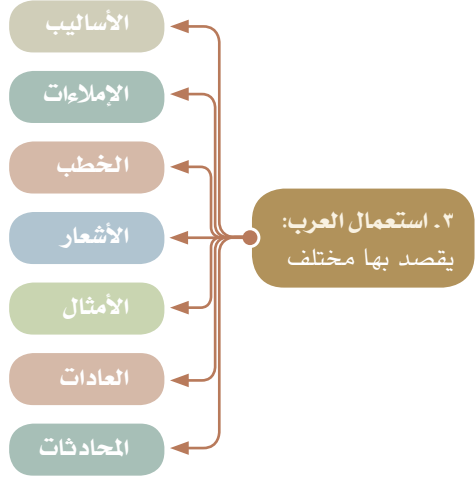 ٣. استعمال العرب:
يقصد بها مختلف
الأساليب
الإملاءات
الخطب
الأشعار
الأمثال
العادات
المحادثات